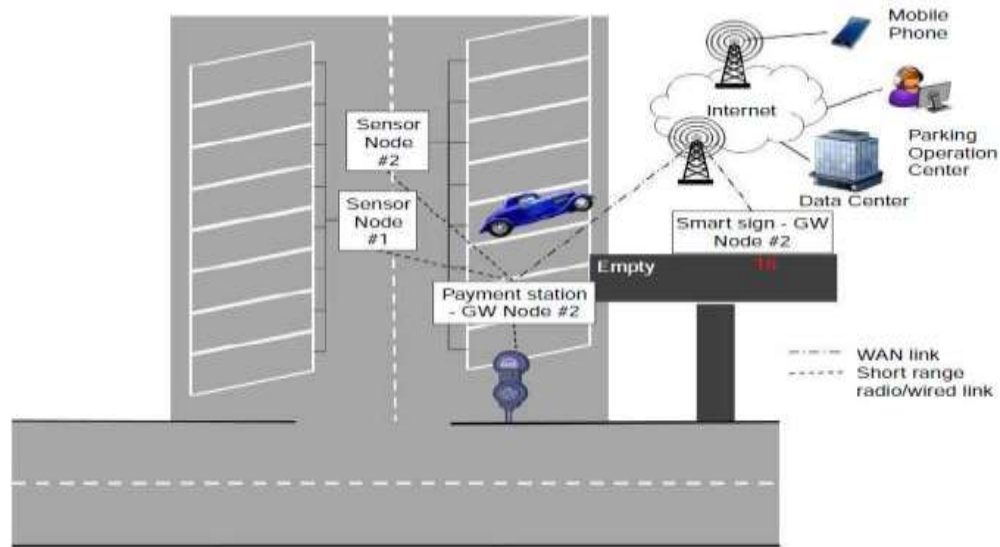 Mobile
Phone
Internet
Parking
Operation
Center
Data Center
Sensor
Node
#2
Sensor
Node
#1
Smart sign - GW
Node #2
Empty 16
Payment station
- GW Node #2
WAN link
Short range
radio/wired link